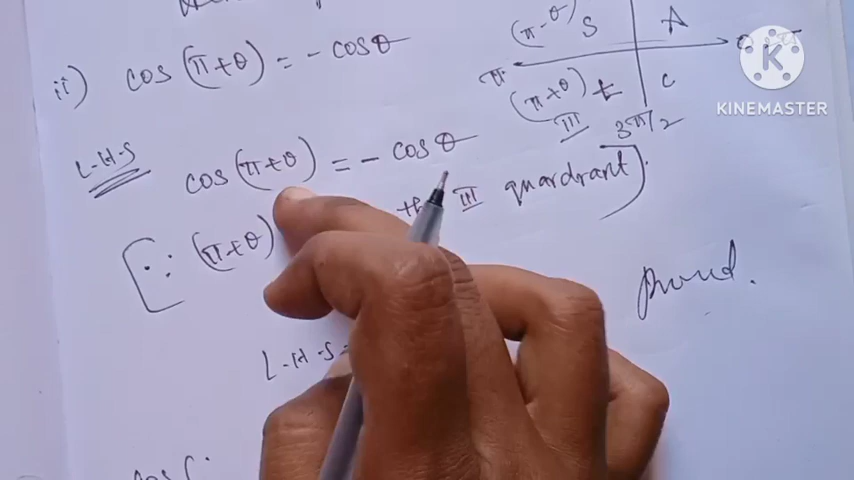 ii) cos(π+θ) = - cosθ
(π-θ) S A
π
(π+θ) t C
III 3π/2
K
KINEMASTER
L-H-S
cos(π+θ) = - cosθ
[∵ (π+θ) III quardrant]
proved.
L-H-S=